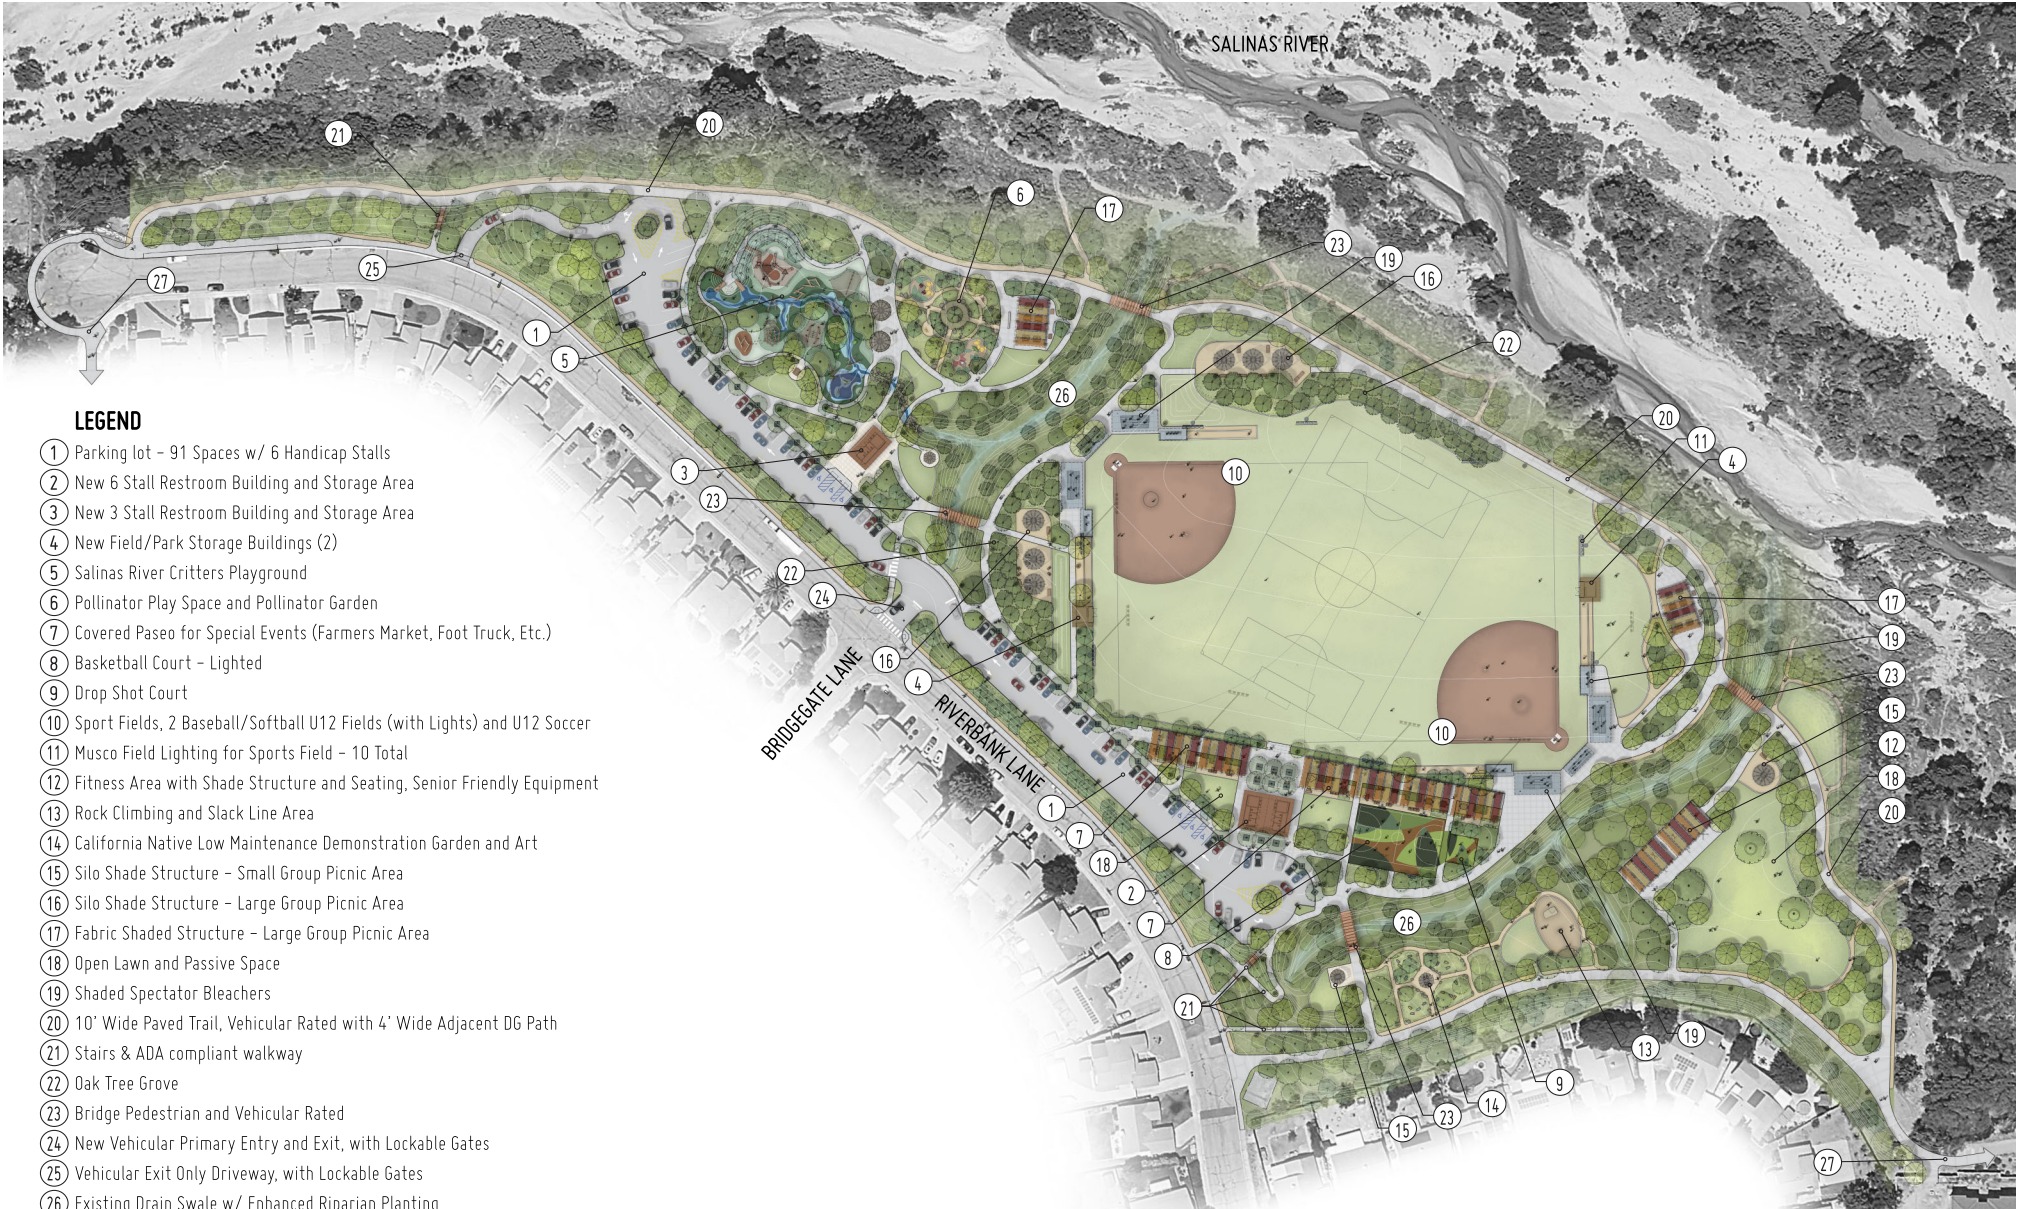 SALINAS RIVER
21
20
6
17
23
19
16
25
27
1
5
22
26
20
11
4
3
10
23
22
24
17
16
19
4
23
BRIDGEGATE LANE
RIVERBANK LANE
15
10
12
18
1
20
7
18
2
7
26
8
21
19
13
9
14
23
15
27
LEGEND
1 Parking lot - 91 Spaces w/ 6 Handicap Stalls
2 New 6 Stall Restroom Building and Storage Area
3 New 3 Stall Restroom Building and Storage Area
4 New Field/Park Storage Buildings (2)
5 Salinas River Critters Playground
6 Pollinator Play Space and Pollinator Garden
7 Covered Paseo for Special Events (Farmers Market, Foot Truck, Etc.)
8 Basketball Court - Lighted
9 Drop Shot Court
10 Sport Fields, 2 Baseball/Softball U12 Fields (with Lights) and U12 Soccer
11 Musco Field Lighting for Sports Field - 10 Total
12 Fitness Area with Shade Structure and Seating, Senior Friendly Equipment
13 Rock Climbing and Slack Line Area
14 California Native Low Maintenance Demonstration Garden and Art
15 Silo Shade Structure - Small Group Picnic Area
16 Silo Shade Structure - Large Group Picnic Area
17 Fabric Shaded Structure - Large Group Picnic Area
18 Open Lawn and Passive Space
19 Shaded Spectator Bleachers
20 10' Wide Paved Trail, Vehicular Rated with 4' Wide Adjacent DG Path
21 Stairs & ADA compliant walkway
22 Oak Tree Grove
23 Bridge Pedestrian and Vehicular Rated
24 New Vehicular Primary Entry and Exit, with Lockable Gates
25 Vehicular Exit Only Driveway, with Lockable Gates
26 Existing Drain Swale w/ Enhanced Riparian Planting